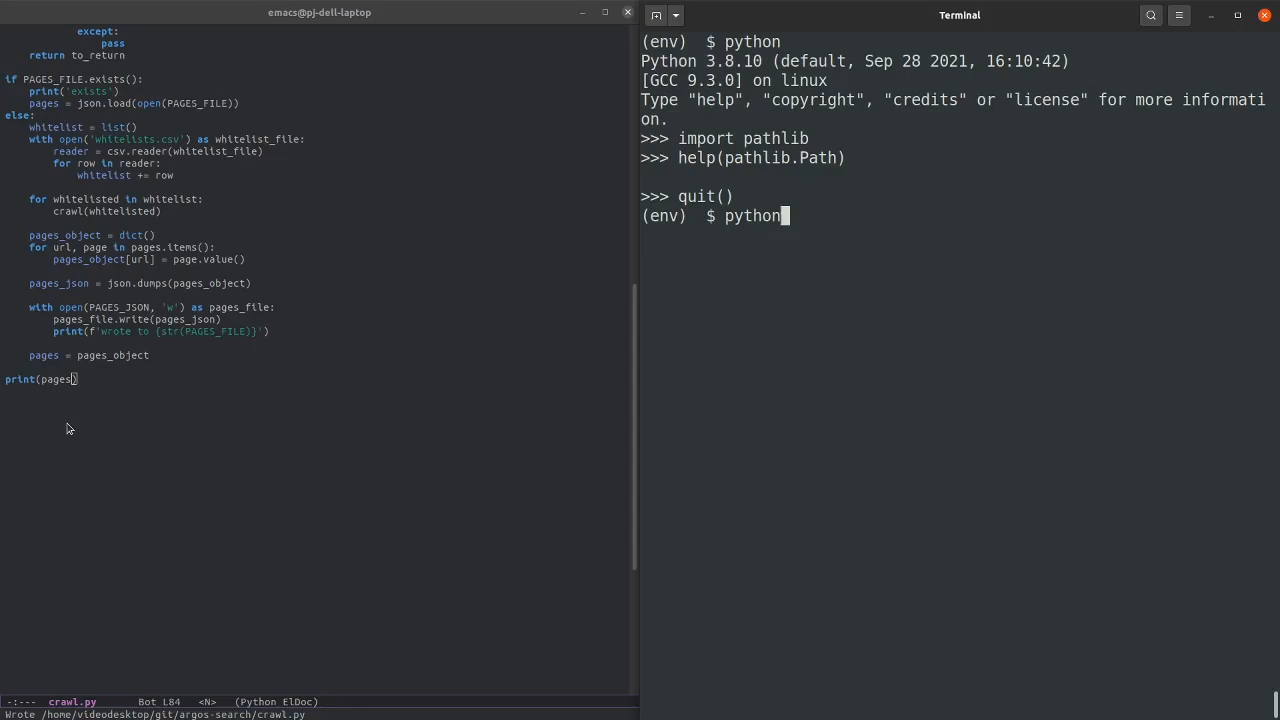 emacs@pj-dell-laptop
except:
pass
return to_return
if PAGES_FILE.exists():
print('exists')
pages = json.load(open(PAGES_FILE))
else:
whitelist = list()
with open('whitelists.csv') as whitelist_file:
reader = csv.reader(whitelist_file)
for row in reader:
whitelist += row
for whitelisted in whitelist:
crawl(whitelisted)
pages_object = dict()
for url, page in pages.items():
pages_object[url] = page.value()
pages_json = json.dumps(pages_object)
with open(PAGES_JSON, 'w') as pages_file:
pages_file.write(pages_json)
print(f'wrote to {str(PAGES_FILE)}')
pages = pages_object
print(pages)
-:--- crawl.py Bot L84 <N> (Python ElDoc)
Wrote /home/videodesktop/git/argos-search/crawl.py
Terminal
(env) $ python
Python 3.8.10 (default, Sep 28 2021, 16:10:42)
[GCC 9.3.0] on linux
Type "help", "copyright", "credits" or "license" for more informati
on.
>>> import pathlib
>>> help(pathlib.Path)
>>> quit()
(env) $ python